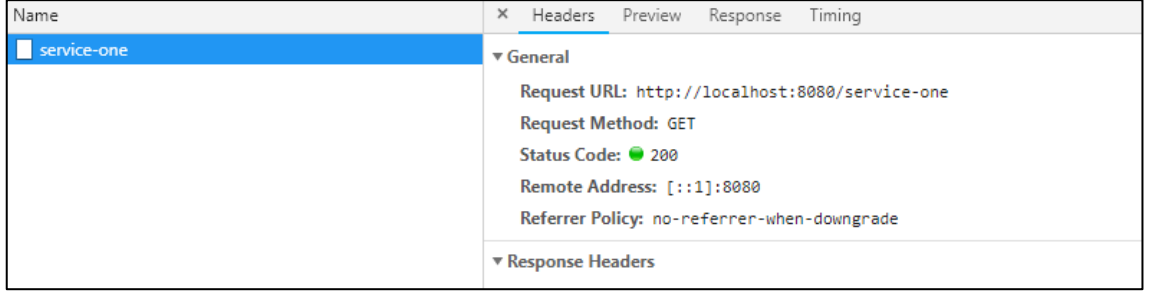 Name
service-one
× Headers Preview Response Timing
▼ General
Request URL: http://localhost:8080/service-one
Request Method: GET
Status Code: 200
Remote Address: [::1]:8080
Referrer Policy: no-referrer-when-downgrade
▼ Response Headers